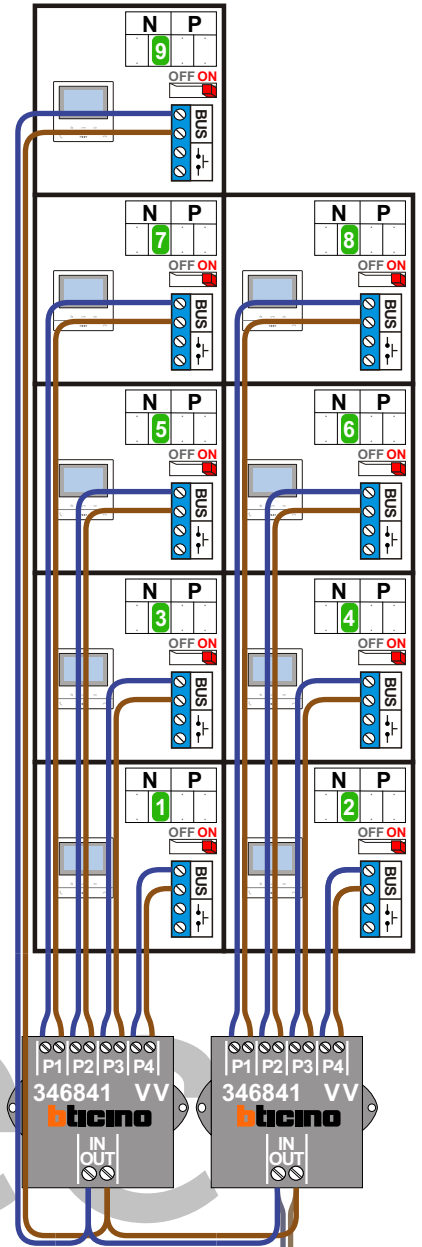 N P
9
OFF ON
BUS
N P
7
OFF ON
BUS
N P
8
OFF ON
BUS
N P
5
OFF ON
BUS
N P
6
OFF ON
BUS
N P
3
OFF ON
BUS
N P
4
OFF ON
BUS
N P
1
OFF ON
BUS
N P
2
OFF ON
BUS
P1 P2 P3 P4
346841 VV
bticino
IN
OUT
P1 P2 P3 P4
346841 VV
bticino
IN
OUT